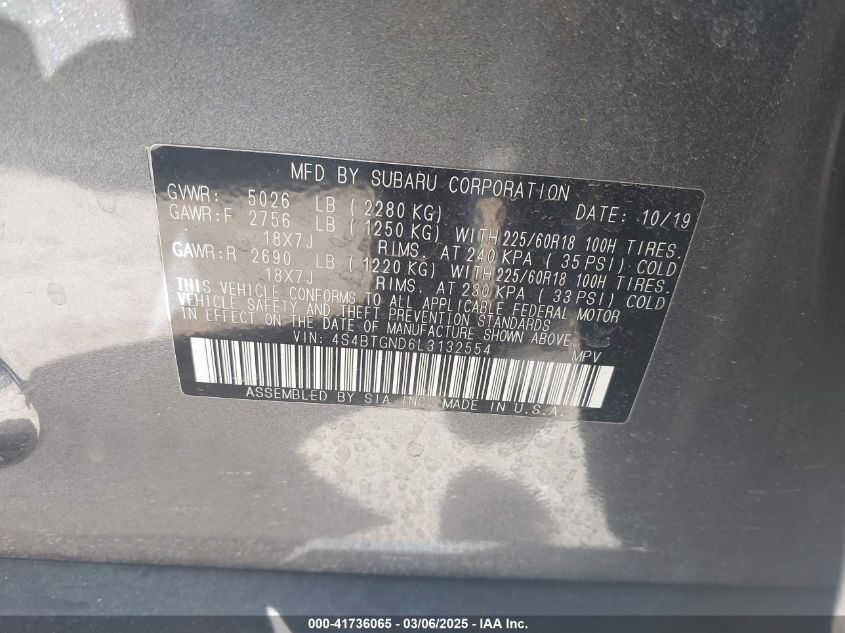 MFD BY SUBARU CORPORATION
GVWR: 5026 LB ( 2280 KG) DATE: 10/19
GAWR:F 2756 LB ( 1250 KG) WITH 225/60R18 100H TIRES.
18X7J RIMS. AT 240 KPA ( 35 PSI) COLD
GAWR:R 2690 LB ( 1220 KG) WITH 225/60R18 100H TIRES.
18X7J RIMS. AT 230 KPA ( 33 PSI) COLD
THIS VEHICLE CONFORMS TO ALL APPLICABLE FEDERAL MOTOR
VEHICLE SAFETY AND THEFT PREVENTION STANDARDS
IN EFFECT ON THE DATE OF MANUFACTURE SHOWN ABOVE.
VIN: 4S4BTGND6L3132554 MPV
ASSEMBLED BY SIA INC. MADE IN U.S.A.
000-41736065 - 03/06/2025 - IAA Inc.